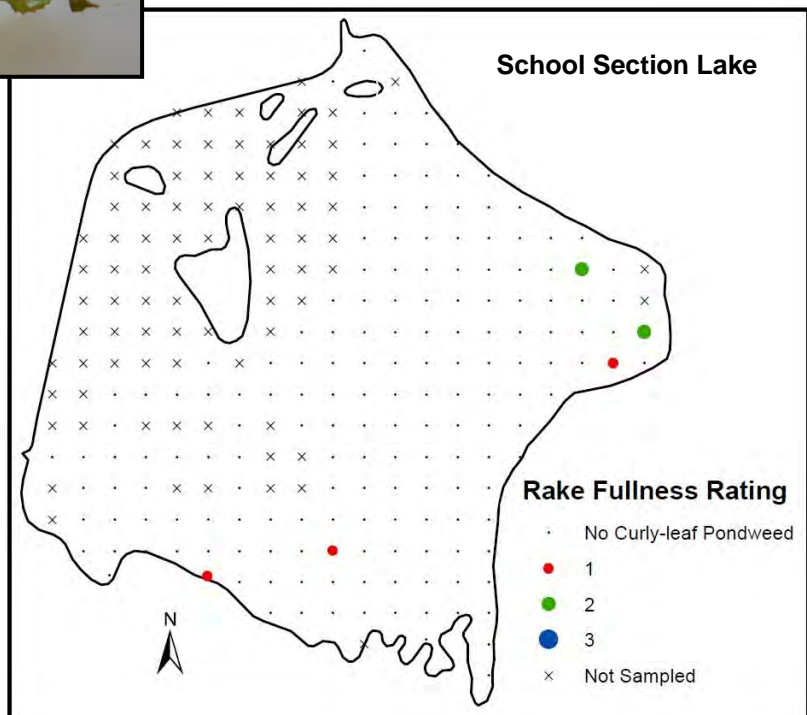 School Section Lake
Rake Fullness Rating
No Curly-leaf Pondweed
1
2
3
Not Sampled
N